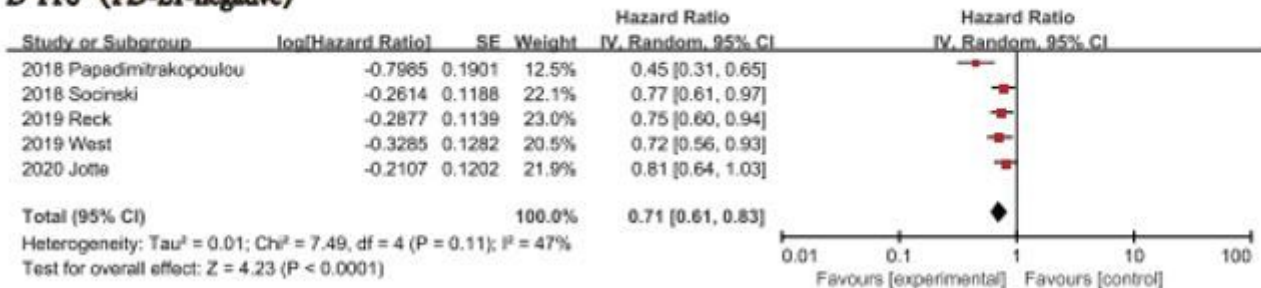 (PD-L1-negative)
Hazard Ratio Hazard Ratio
Study or Subgroup log[Hazard Ratio] SE Weight IV, Random, 95% CI IV, Random, 95% CI
2018 Papadimitrakopoulou -0.7985 0.1901 12.5% 0.45 [0.31, 0.65]
2018 Socinski -0.2614 0.1188 22.1% 0.77 [0.61, 0.97]
2019 Reck -0.2877 0.1139 23.0% 0.75 [0.60, 0.94]
2019 West -0.3285 0.1282 20.5% 0.72 [0.56, 0.93]
2020 Jotte -0.2107 0.1202 21.9% 0.81 [0.64, 1.03]
Total (95% CI) 100.0% 0.71 [0.61, 0.83]
Heterogeneity: Tau² = 0.01; Chi² = 7.49, df = 4 (P = 0.11); I² = 47%
Test for overall effect: Z = 4.23 (P < 0.0001)
0.01 0.1 1 10 100
Favours [experimental] Favours [control]